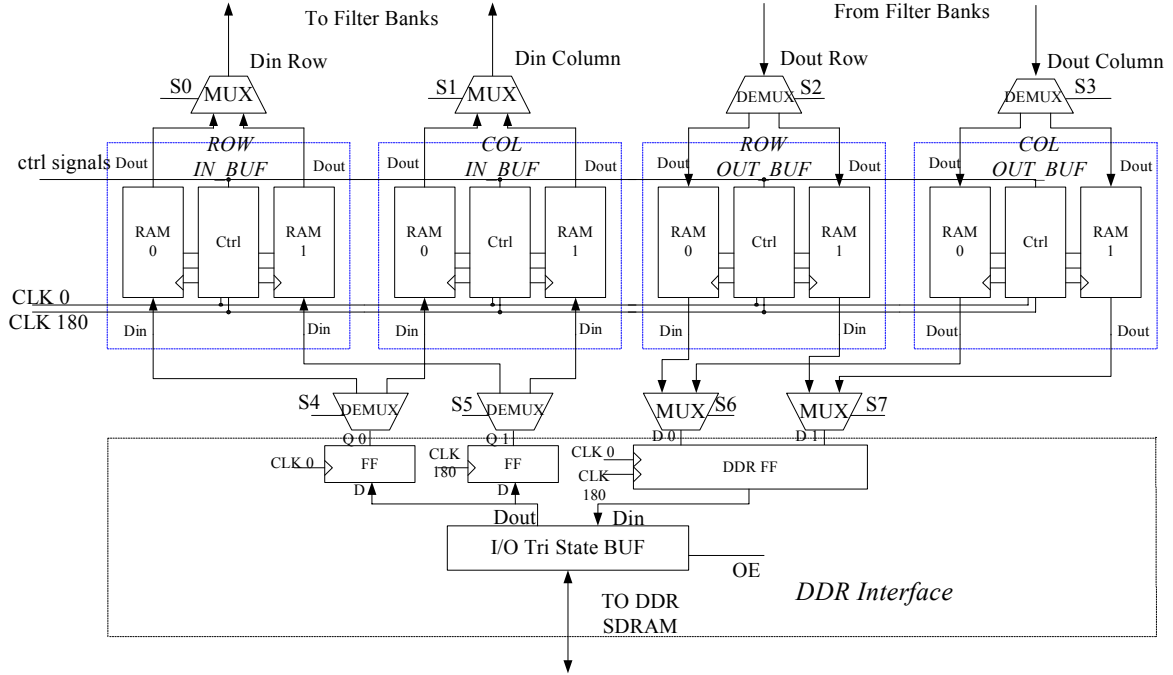 To Filter Banks
From Filter Banks
Din Row
Din Column
Dout Row
Dout Column
S0
MUX
S1
MUX
DEMUX
S2
DEMUX
S3
ctrl signals
Dout
ROW
IN_BUF
Dout
Dout
COL
IN_BUF
Dout
Dout
ROW
OUT_BUF
Dout
Dout
COL
OUT_BUF
Dout
RAM
0
Ctrl
RAM
1
RAM
0
Ctrl
RAM
1
RAM
0
Ctrl
RAM
1
RAM
0
Ctrl
RAM
1
CLK 0
CLK 180
Din
Din
Din
Din
Din
Din
Dout
Dout
S4
DEMUX
S5
DEMUX
MUX
S6
MUX
S7
Q 0
Q 1
D 0
D 1
CLK 0
FF
CLK
180
FF
CLK 0
CLK
180
DDR FF
D
D
Dout
Din
I/O Tri State BUF
OE
DDR Interface
TO DDR
SDRAM